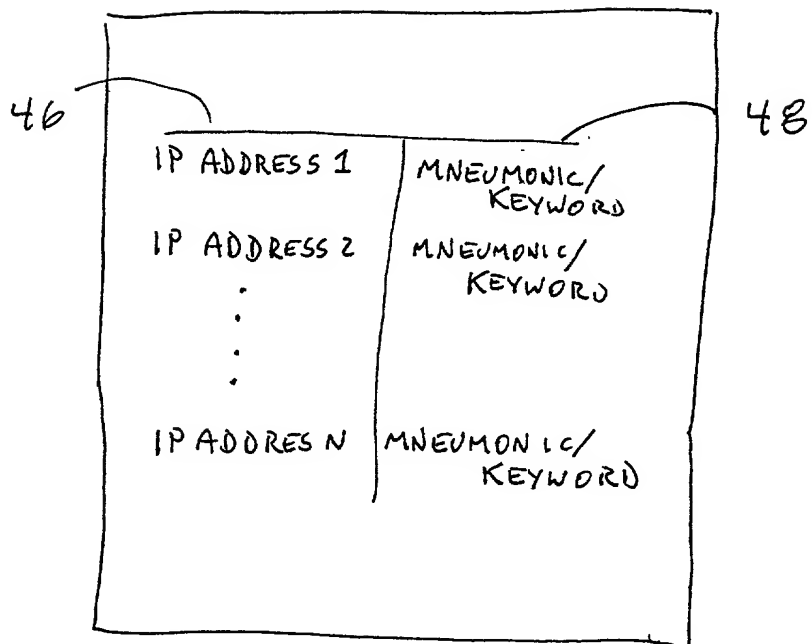 46
48
IP ADDRESS 1
MNEUMONIC/
KEYWORD
IP ADDRESS 2
MNEUMONIC/
KEYWORD
IP ADDRES N
MNEUMONIC/
KEYWORD